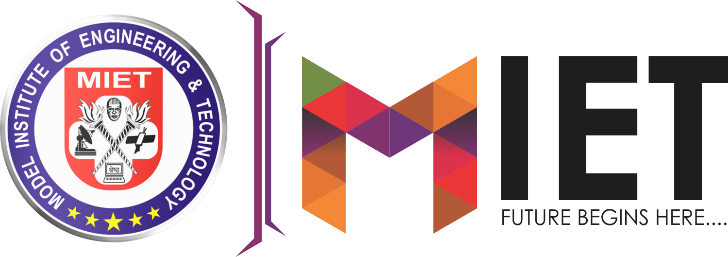 MODEL INSTITUTE OF ENGINEERING & TECHNOLOGY
MIET
MIET
FUTURE BEGINS HERE....